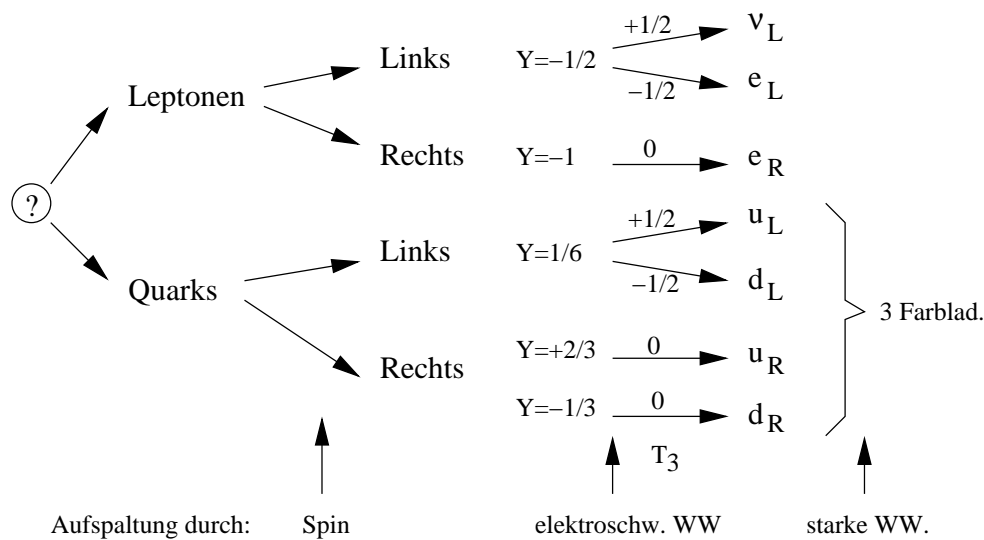 +1/2 ν L
Links Y=−1/2
−1/2 e L
Leptonen
Rechts Y=−1 0 e R
?
+1/2 u L
Links Y=1/6
−1/2 d L
Quarks
3 Farblad.
Y=+2/3 0 u R
Rechts
Y=−1/3 0 d R
T3
Aufspaltung durch: Spin elektroschw. WW starke WW.